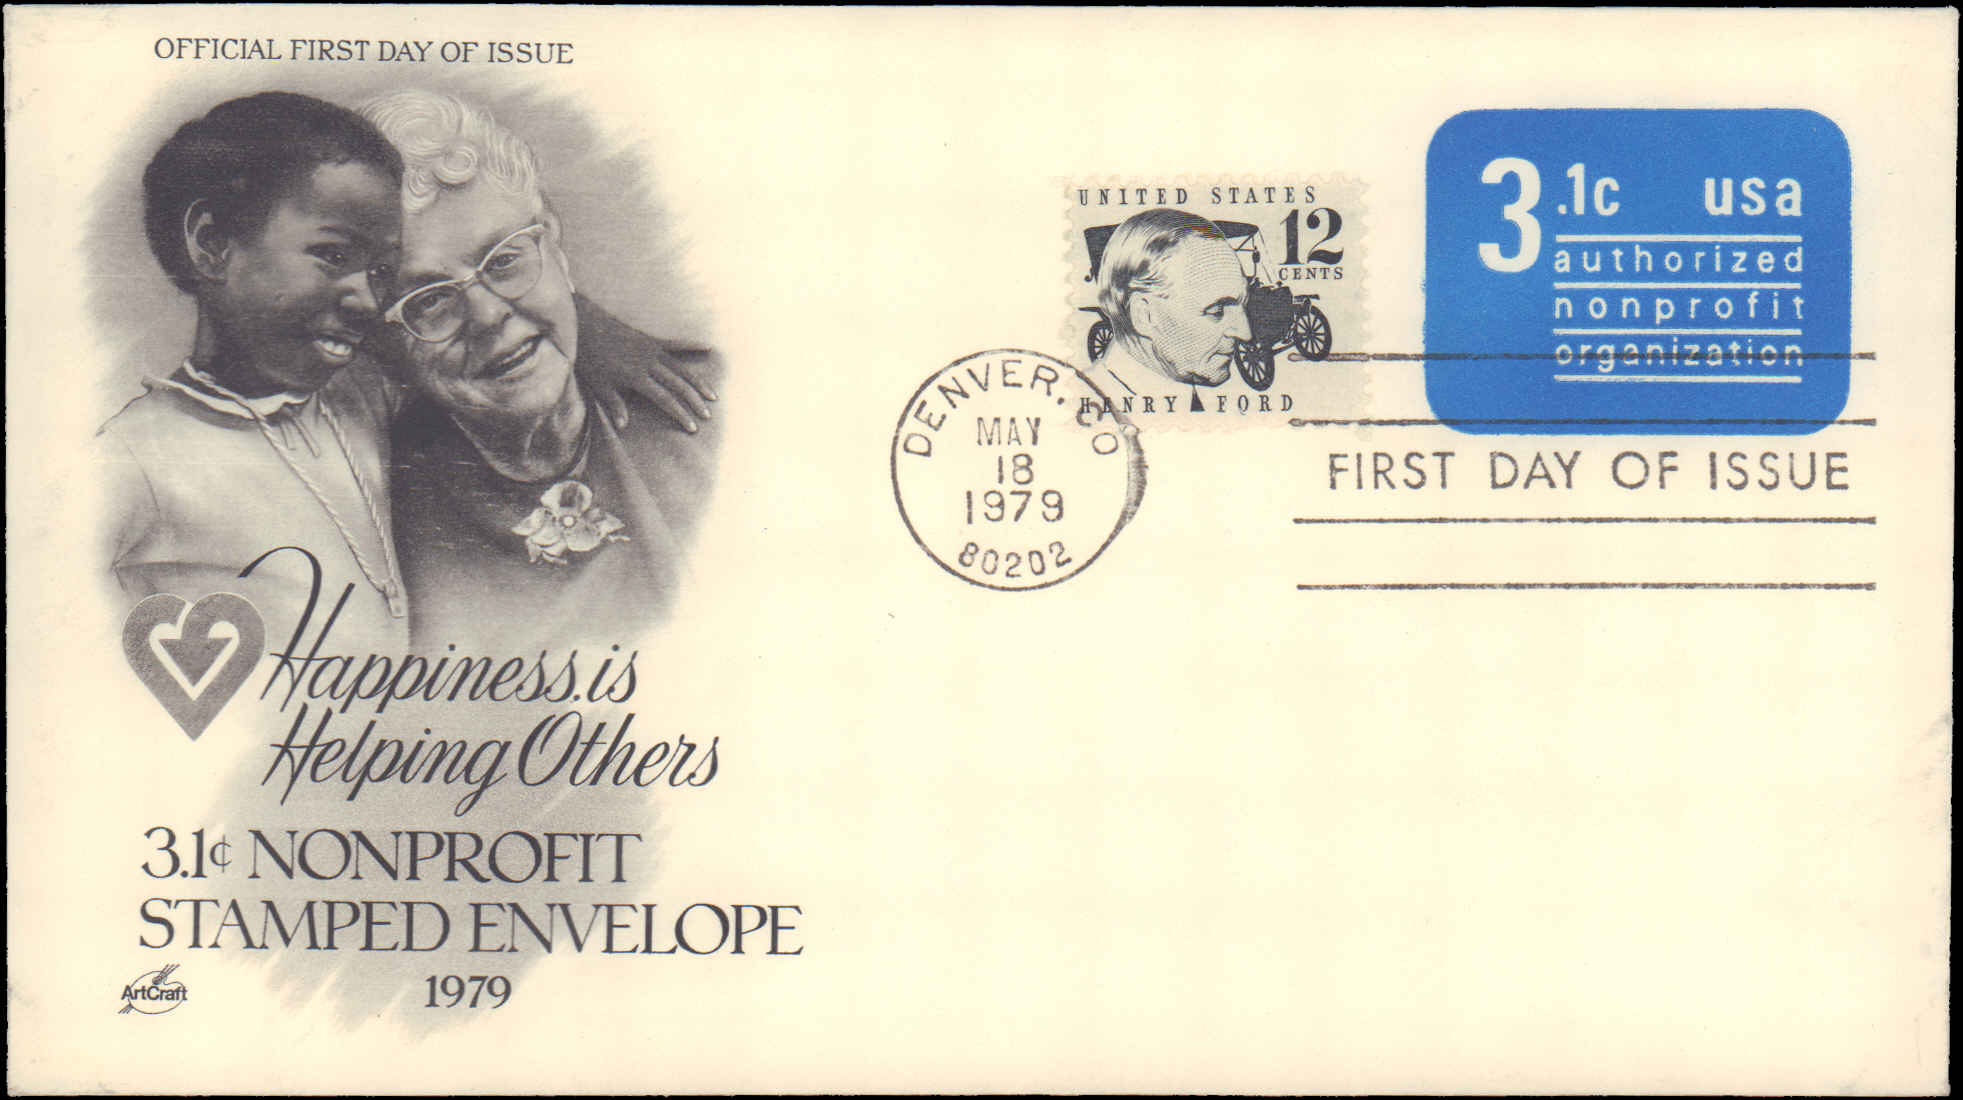 OFFICIAL FIRST DAY OF ISSUE
Happiness is
Helping Others
3.1¢ NONPROFIT
STAMPED ENVELOPE
1979
ArtCraft
DENVER, CO
MAY
18
1979
80202
UNITED STATES
12
CENTS
HENRY FORD
3.1c usa
authorized
nonprofit
organization
FIRST DAY OF ISSUE